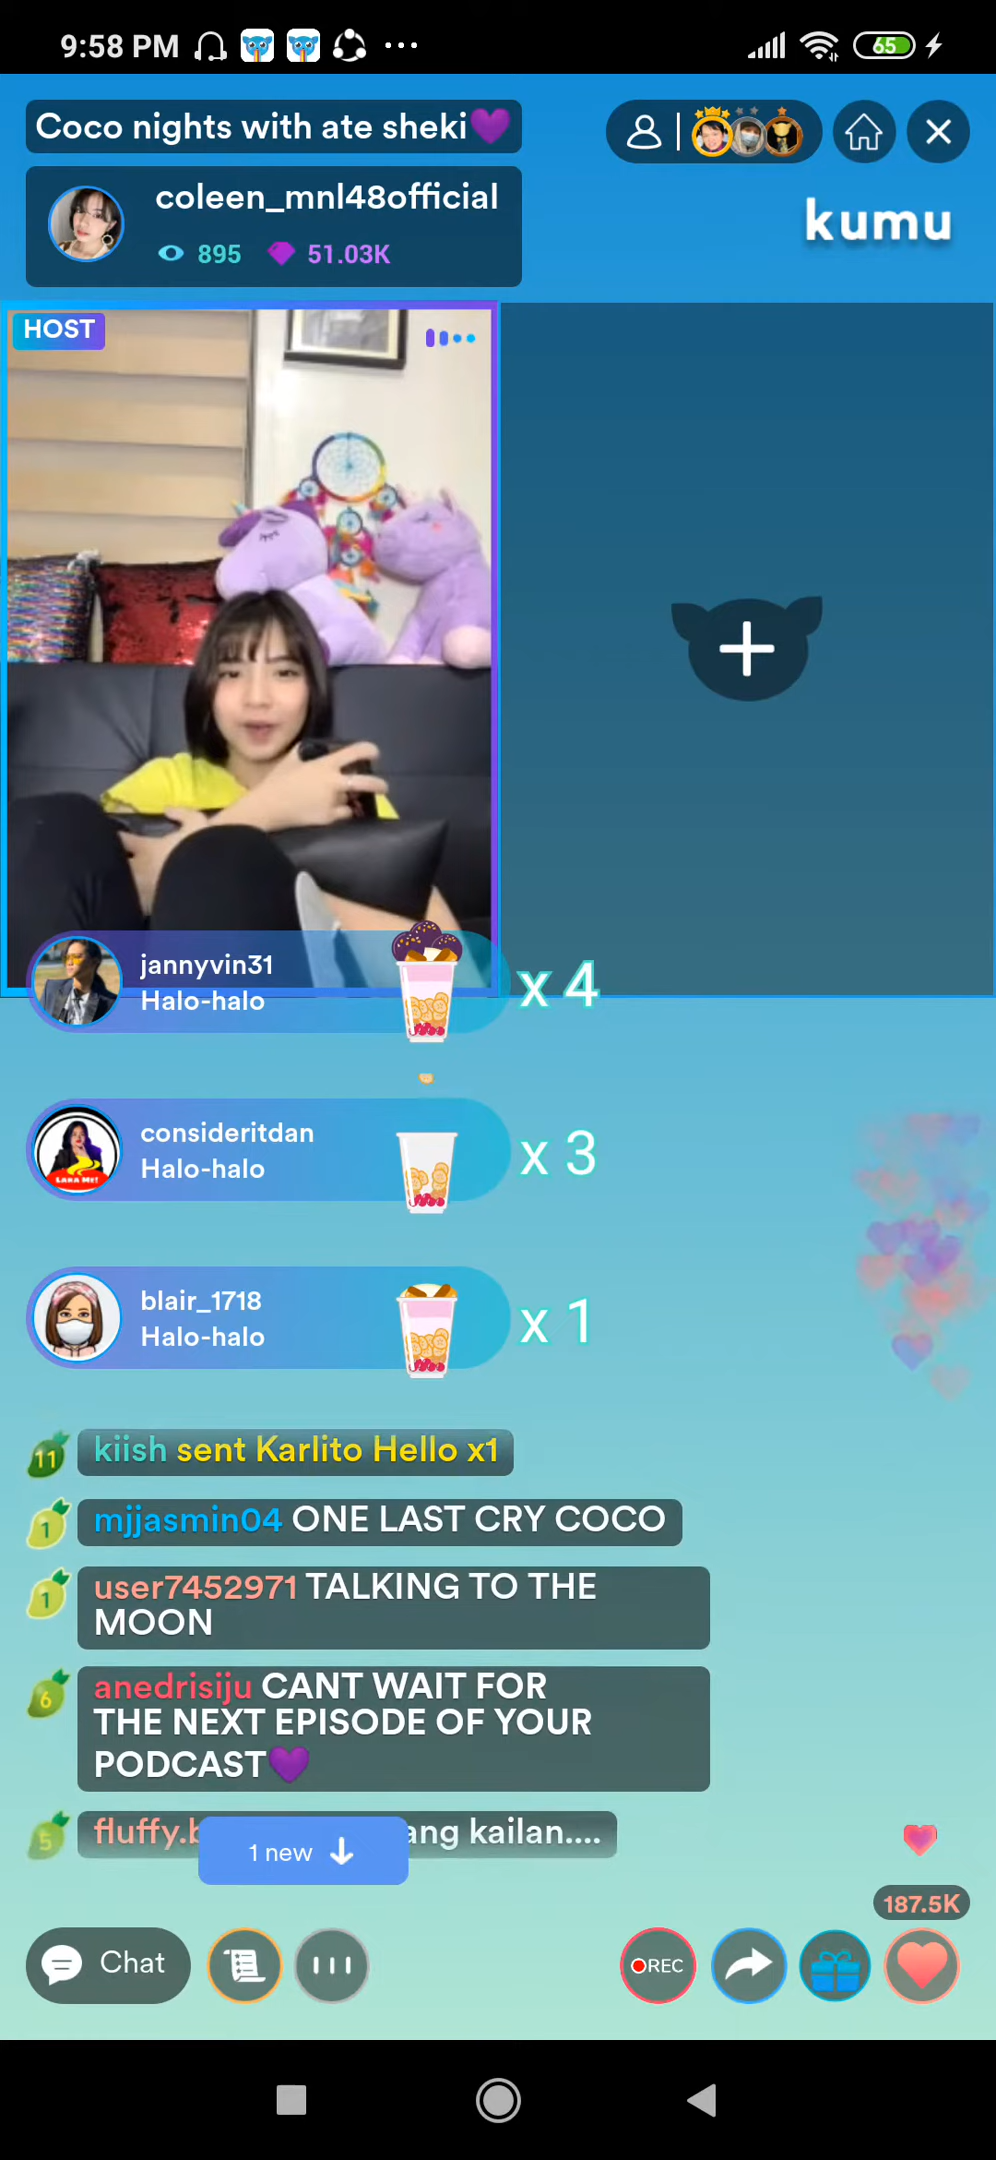 9:58 PM
65
Coco nights with ate sheki💜
coleen_mnl48official
895 51.03K
kumu
HOST
jannyvin31
Halo-halo
x 4
consideritdan
Halo-halo
LARA ME!
x 3
blair_1718
Halo-halo
x 1
11 kiish sent Karlito Hello x1
1 mjjasmin04 ONE LAST CRY COCO
1 user7452971 TALKING TO THE
MOON
6 anedrisiju CANT WAIT FOR
THE NEXT EPISODE OF YOUR
PODCAST💜
5 kailan....
1 new
187.5K
Chat
REC